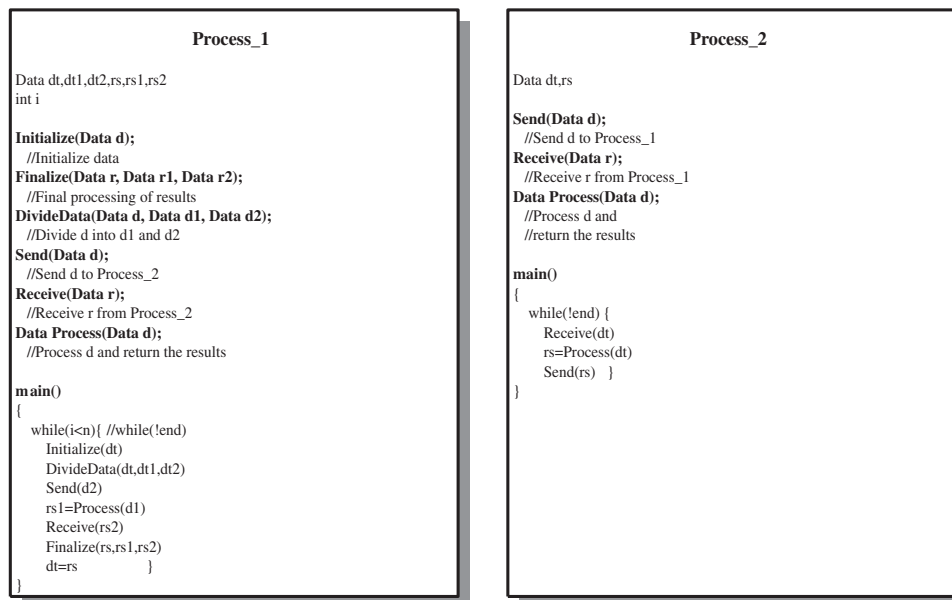 Process_1
Data dt,dt1,dt2,rs,rs1,rs2
int i
Initialize(Data d);
//Initialize data
Finalize(Data r, Data r1, Data r2);
//Final processing of results
DivideData(Data d, Data d1, Data d2);
//Divide d into d1 and d2
Send(Data d);
//Send d to Process_2
Receive(Data r);
//Receive r from Process_2
Data Process(Data d);
//Process d and return the results
main()
{
while(i<n){ //while(!end)
Initialize(dt)
DivideData(dt,dt1,dt2)
Send(d2)
rs1=Process(d1)
Receive(rs2)
Finalize(rs,rs1,rs2)
dt=rs }
}
Process_2
Data dt,rs
Send(Data d);
//Send d to Process_1
Receive(Data r);
//Receive r from Process_1
Data Process(Data d);
//Process d and
//return the results
main()
{
while(!end) {
Receive(dt)
rs=Process(dt)
Send(rs) }
}